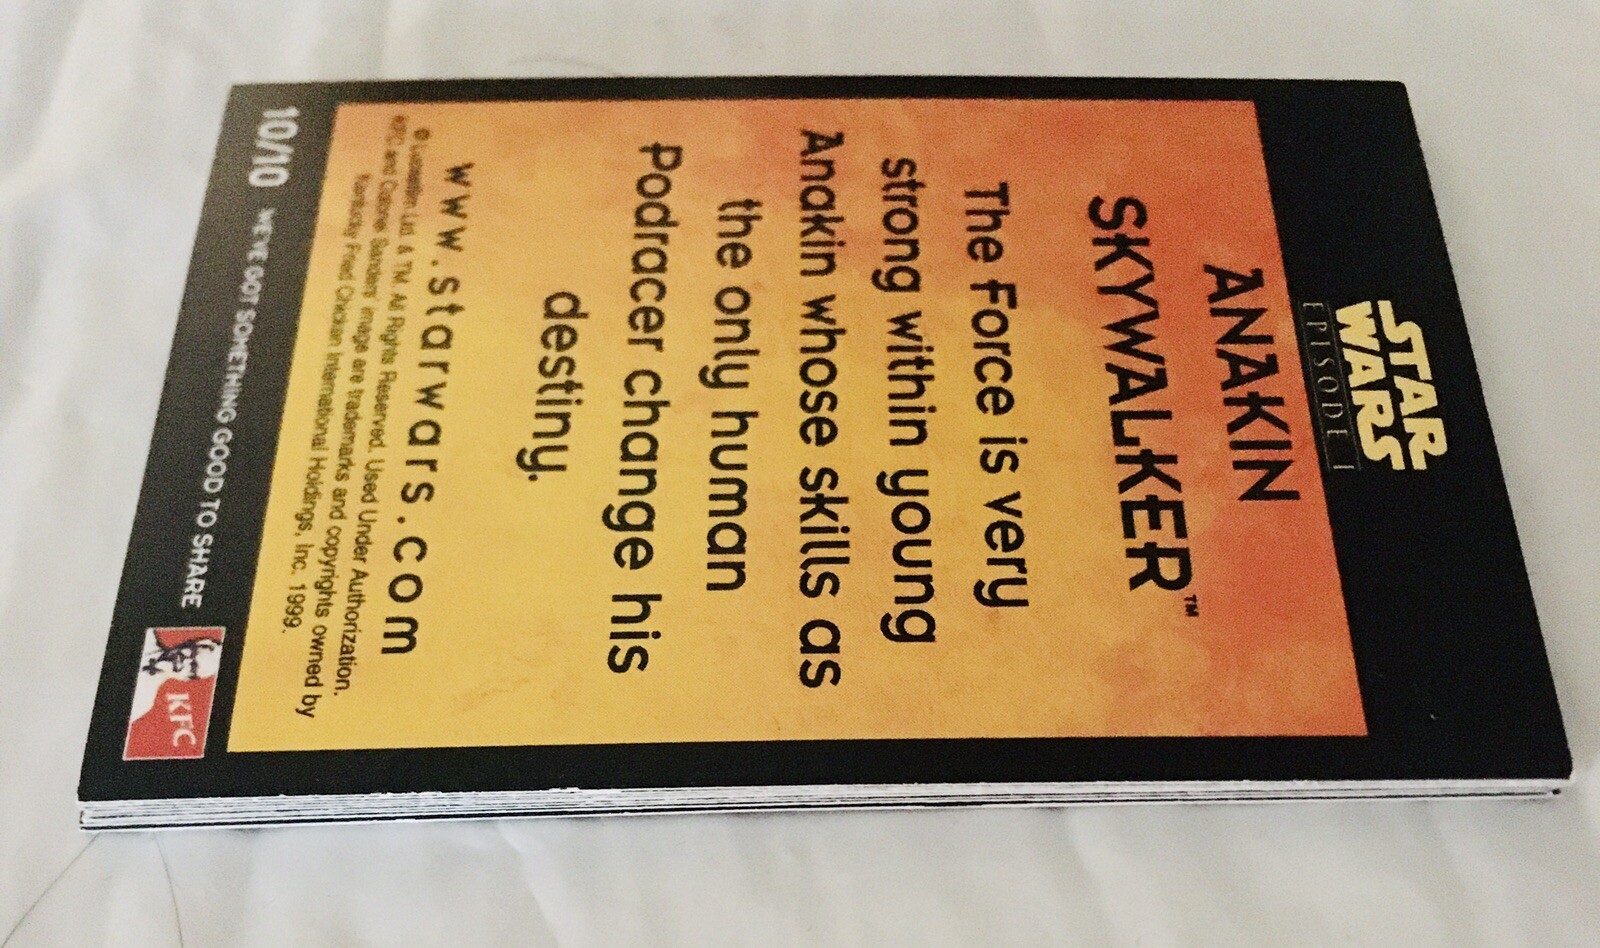 STAR
WARS
EPISODE I
ANAKIN
SKYWALKER™
The Force is very
strong within young
Anakin whose skills as
the only human
Podracer change his
destiny.
www.starwars.com
© Lucasfilm Ltd. & TM. All Rights Reserved. Used Under Authorization.
KFC and Colonel Sanders' image are trademarks and copyrights owned by
Kentucky Fried Chicken International Holdings, Inc. 1999.
10/10 WE'VE GOT SOMETHING GOOD TO SHARE KFC